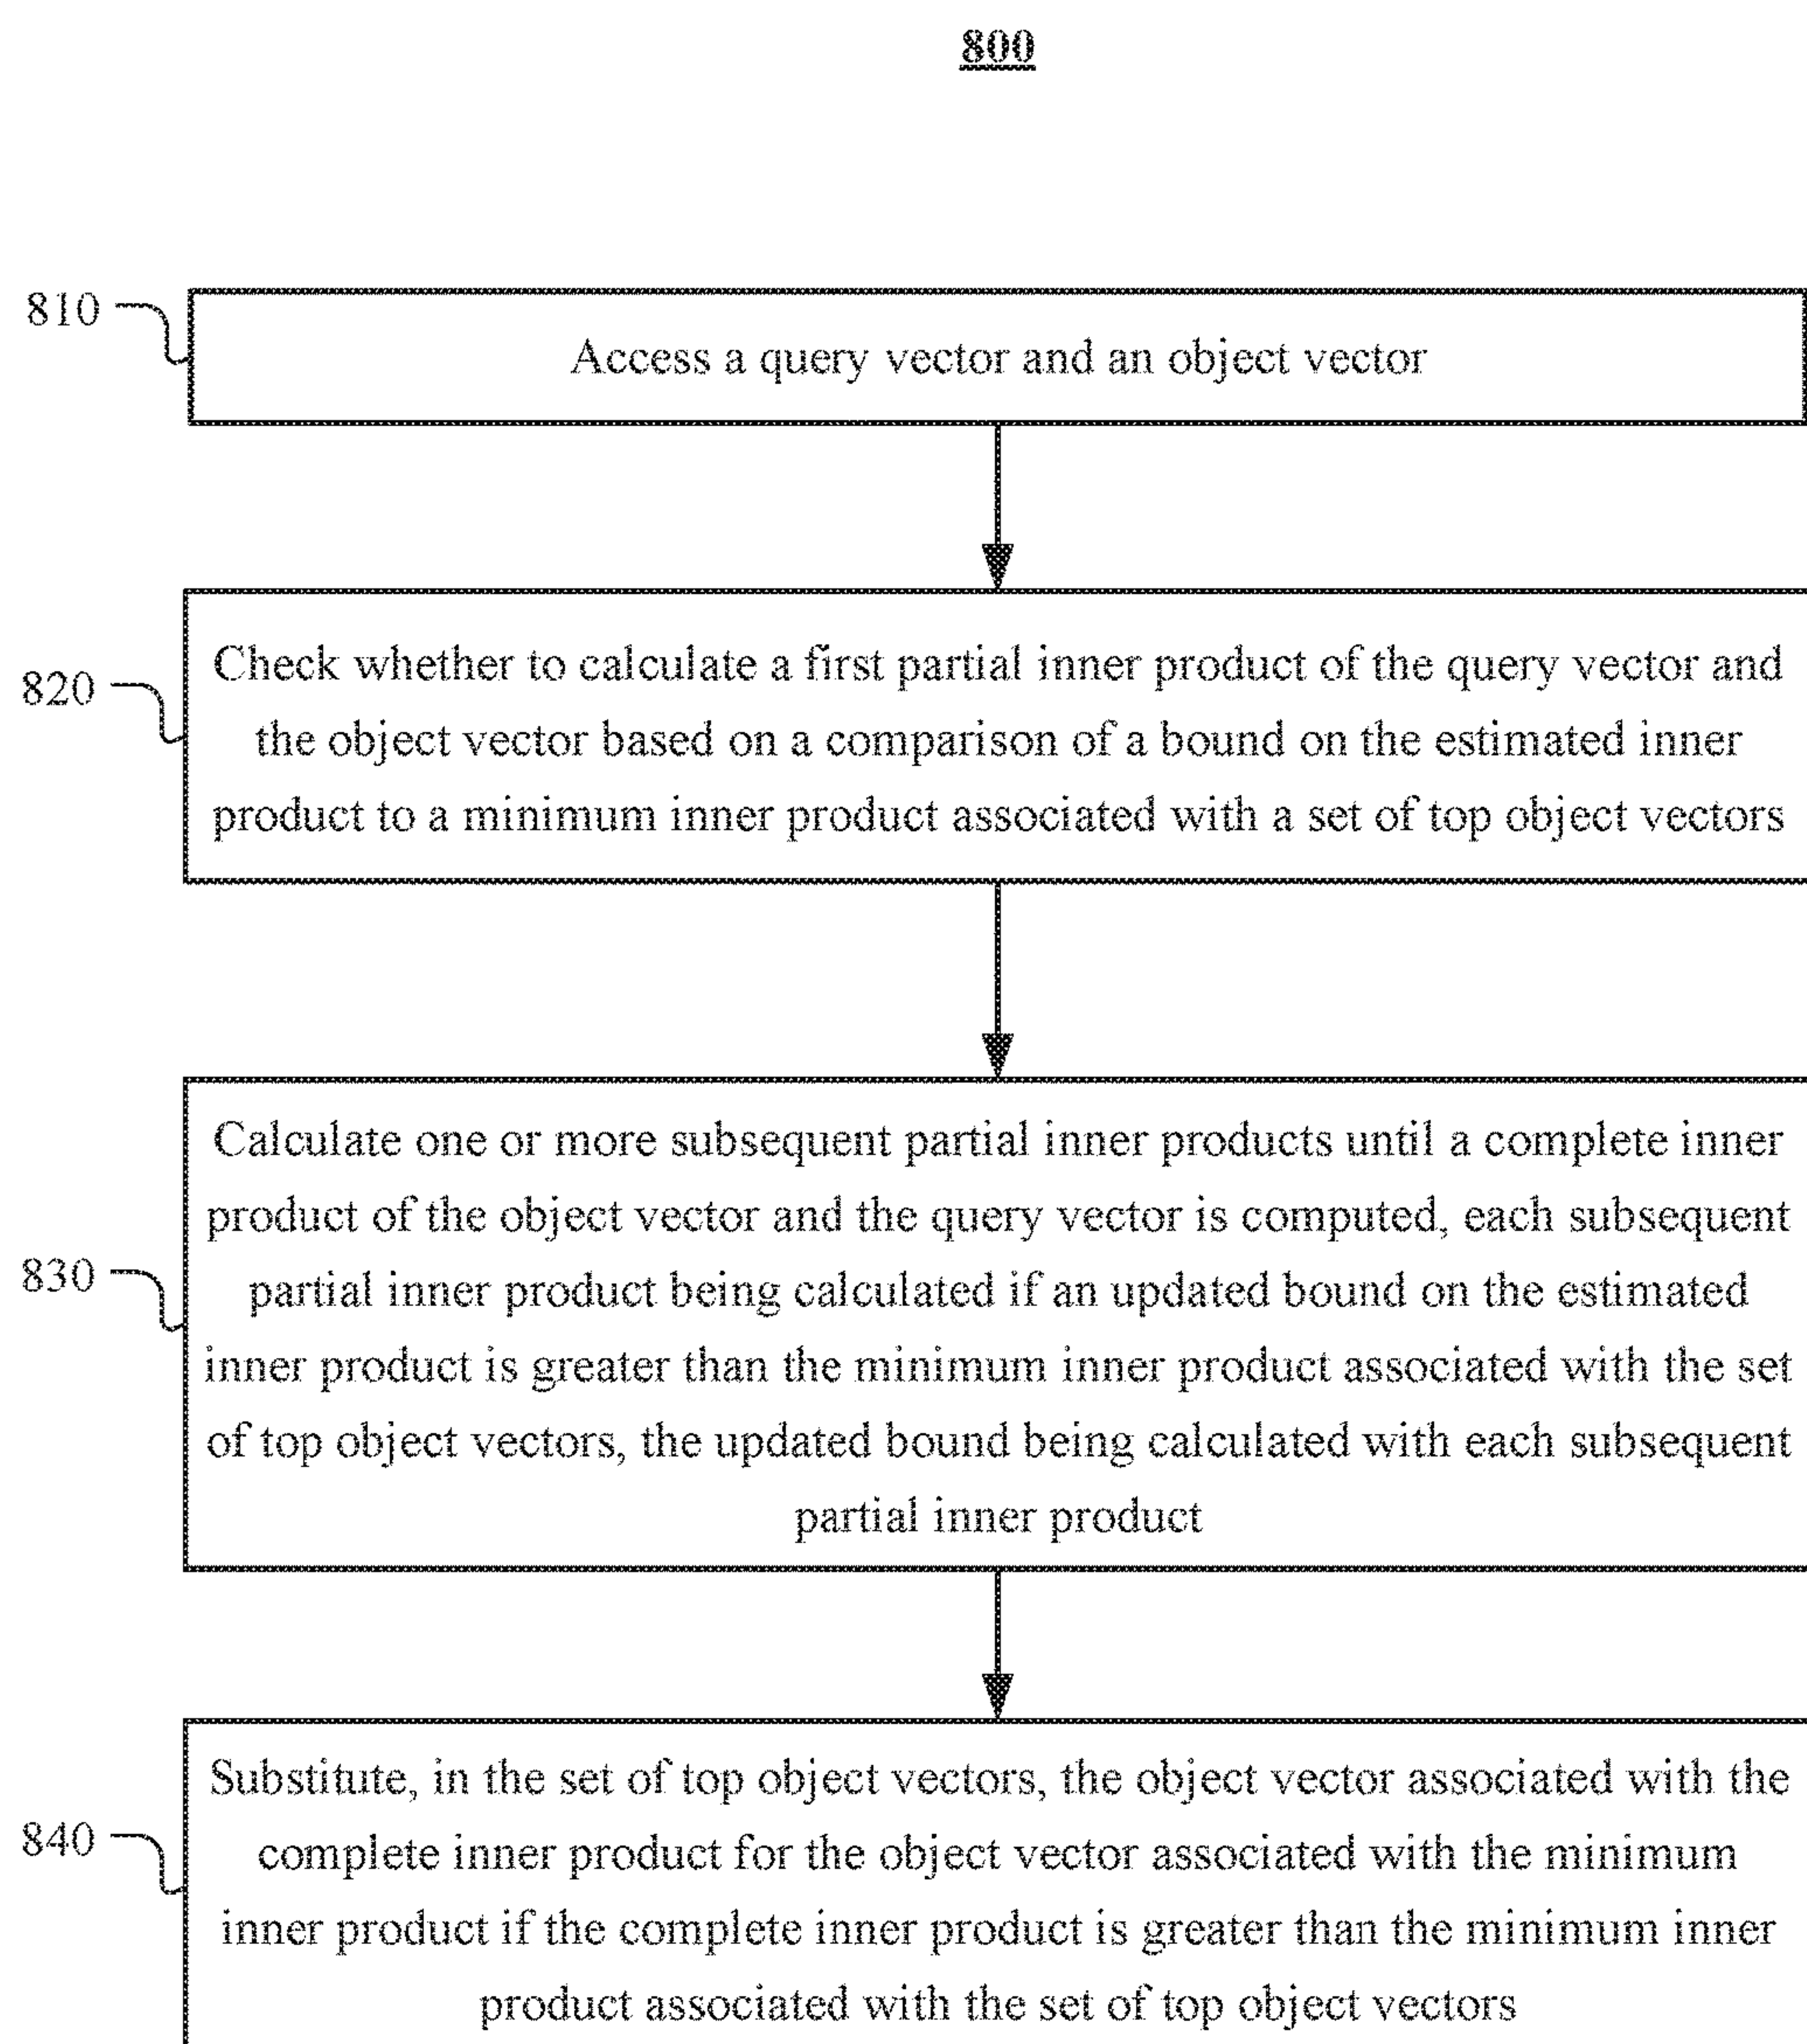 800
810
Access a query vector and an object vector
820
Check whether to calculate a first partial inner product of the query vector and
the object vector based on a comparison of a bound on the estimated inner
product to a minimum inner product associated with a set of top object vectors
830
Calculate one or more subsequent partial inner products until a complete inner
product of the object vector and the query vector is computed, each subsequent
partial inner product being calculated if an updated bound on the estimated
inner product is greater than the minimum inner product associated with the set
of top object vectors, the updated bound being calculated with each subsequent
partial inner product
840
Substitute, in the set of top object vectors, the object vector associated with the
complete inner product for the object vector associated with the minimum
inner product if the complete inner product is greater than the minimum inner
product associated with the set of top object vectors